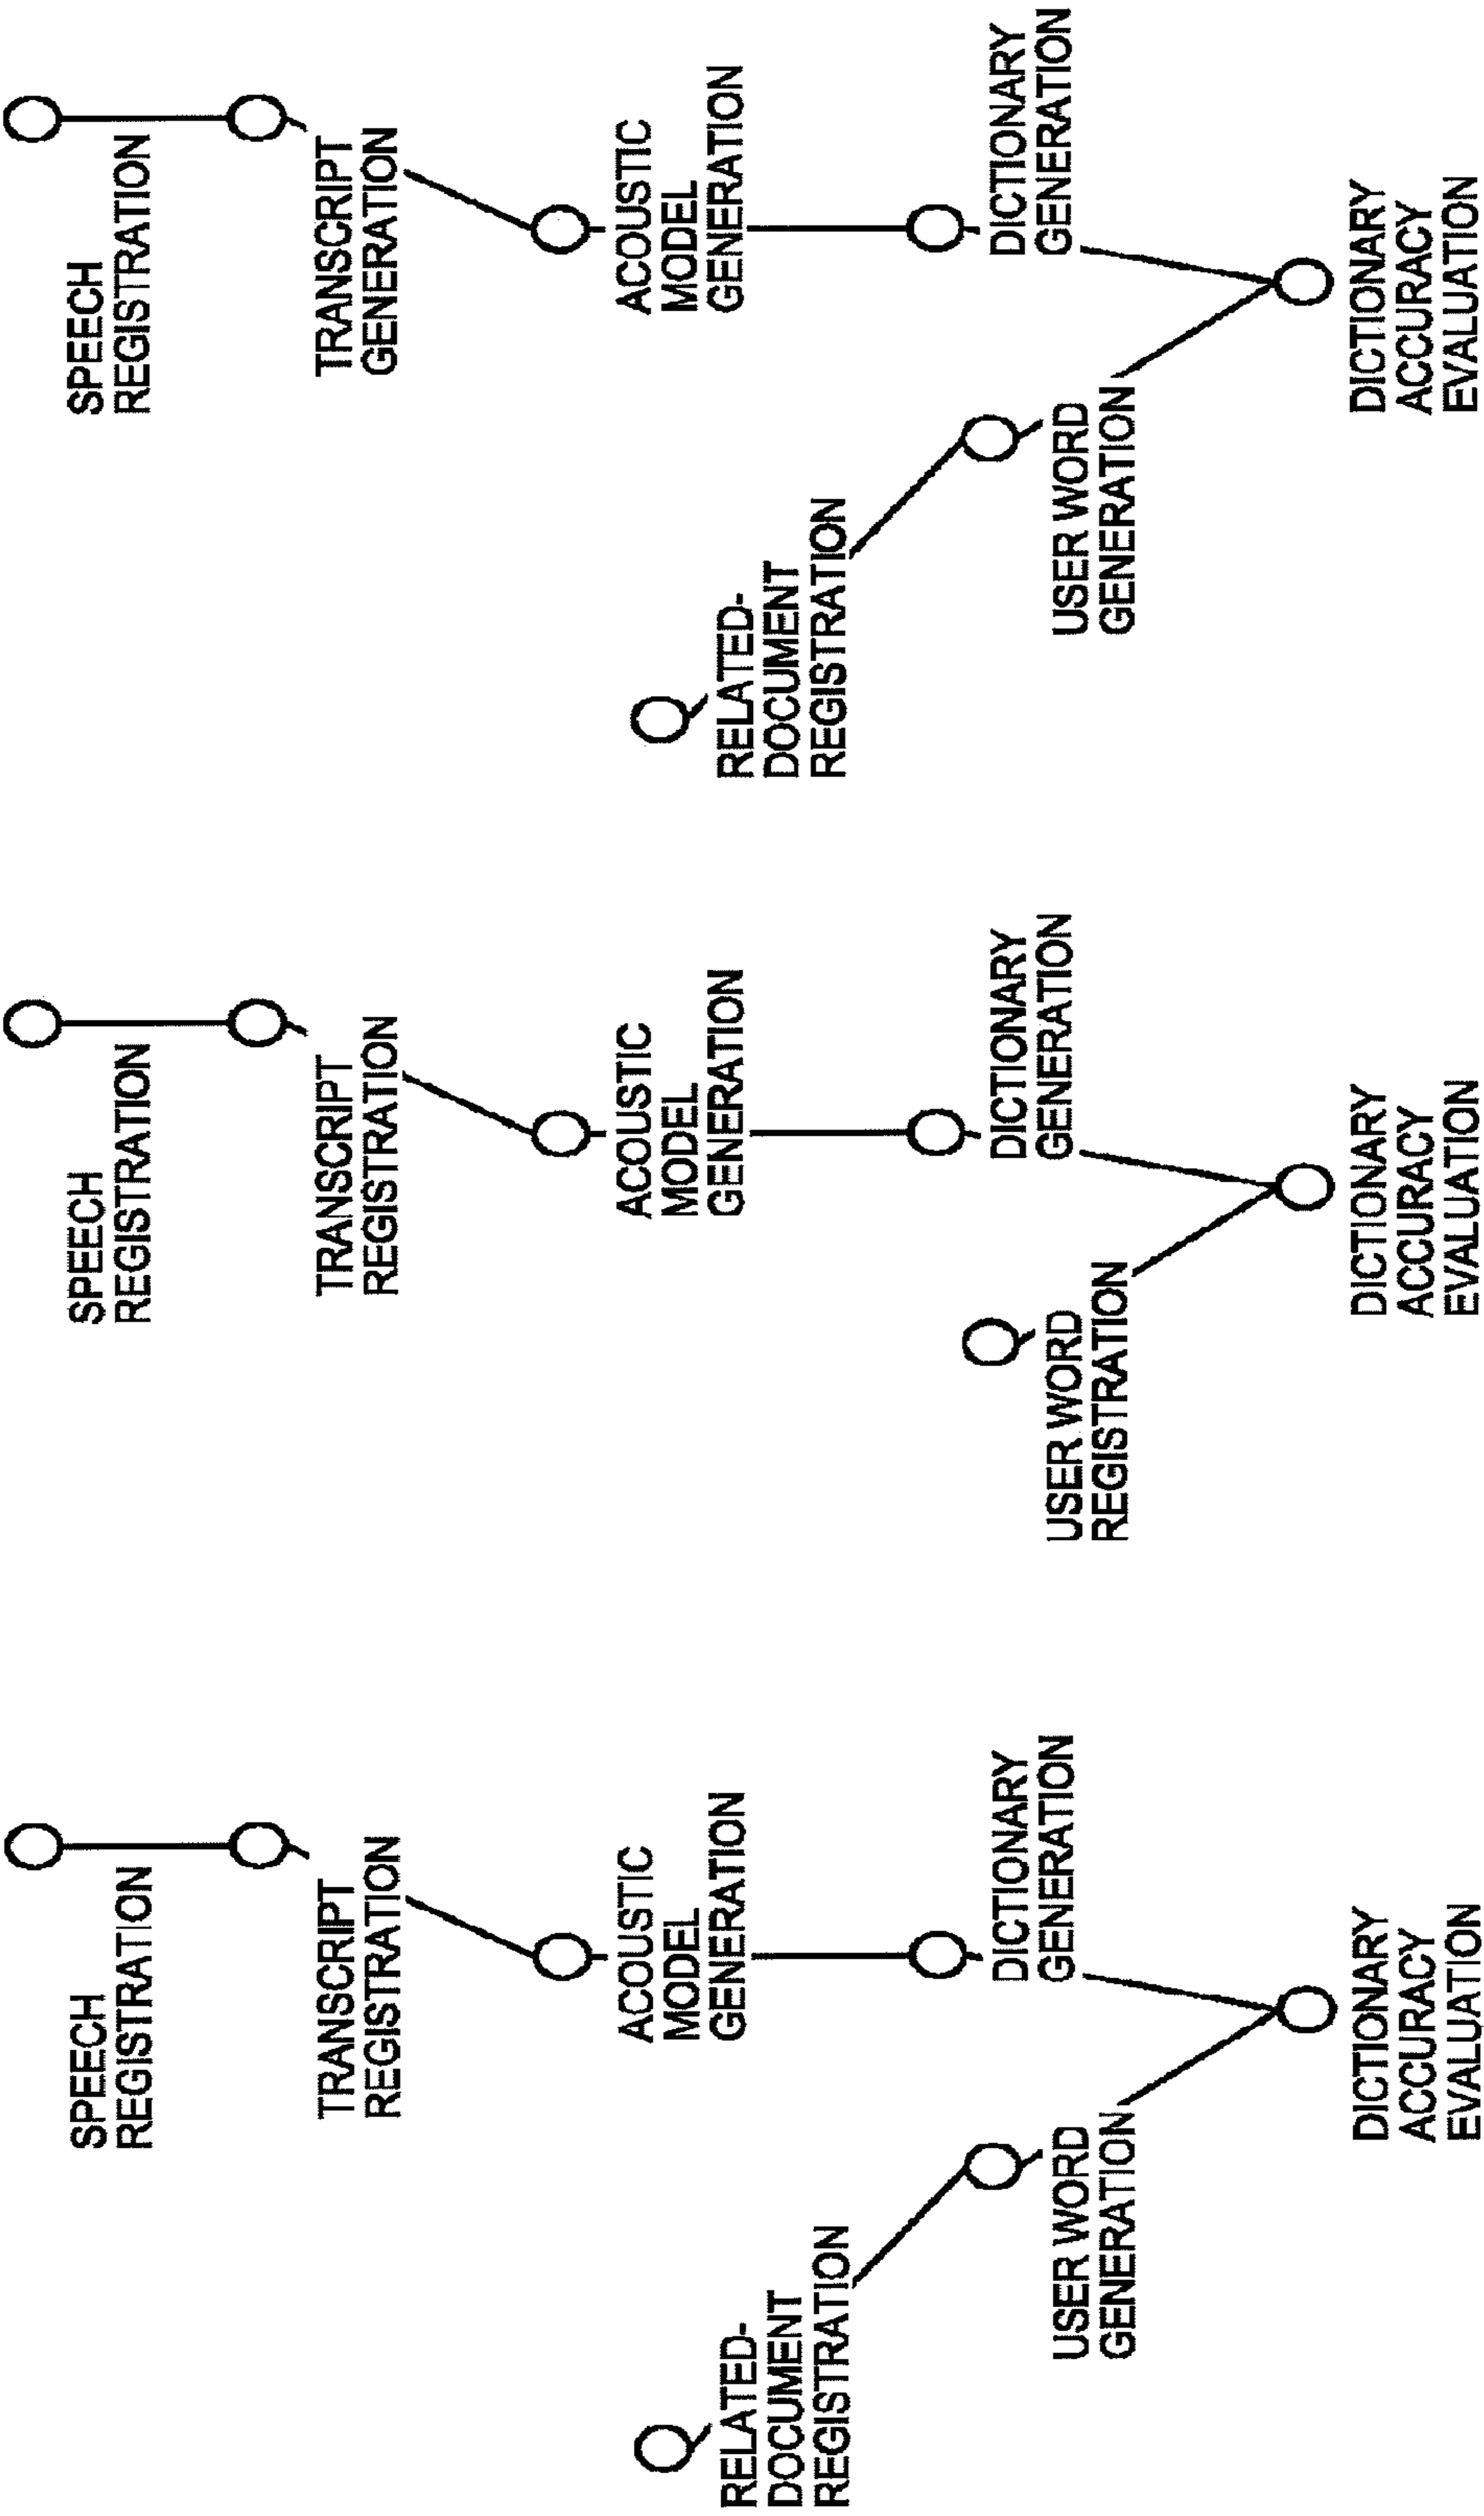 SPEECH
REGISTRATION
TRANSCRIPT
REGISTRATION
ACOUSTIC
MODEL
GENERATION
RELATED-
DOCUMENT
REGISTRATION
DICTIONARY
GENERATION
USER WORD
GENERATION
DICTIONARY
ACCURACY
EVALUATION
SPEECH
REGISTRATION
TRANSCRIPT
REGISTRATION
ACOUSTIC
MODEL
GENERATION
DICTIONARY
GENERATION
USER WORD
REGISTRATION
DICTIONARY
ACCURACY
EVALUATION
SPEECH
REGISTRATION
TRANSCRIPT
GENERATION
ACOUSTIC
MODEL
GENERATION
RELATED-
DOCUMENT
REGISTRATION
DICTIONARY
GENERATION
USER WORD
GENERATION
DICTIONARY
ACCURACY
EVALUATION